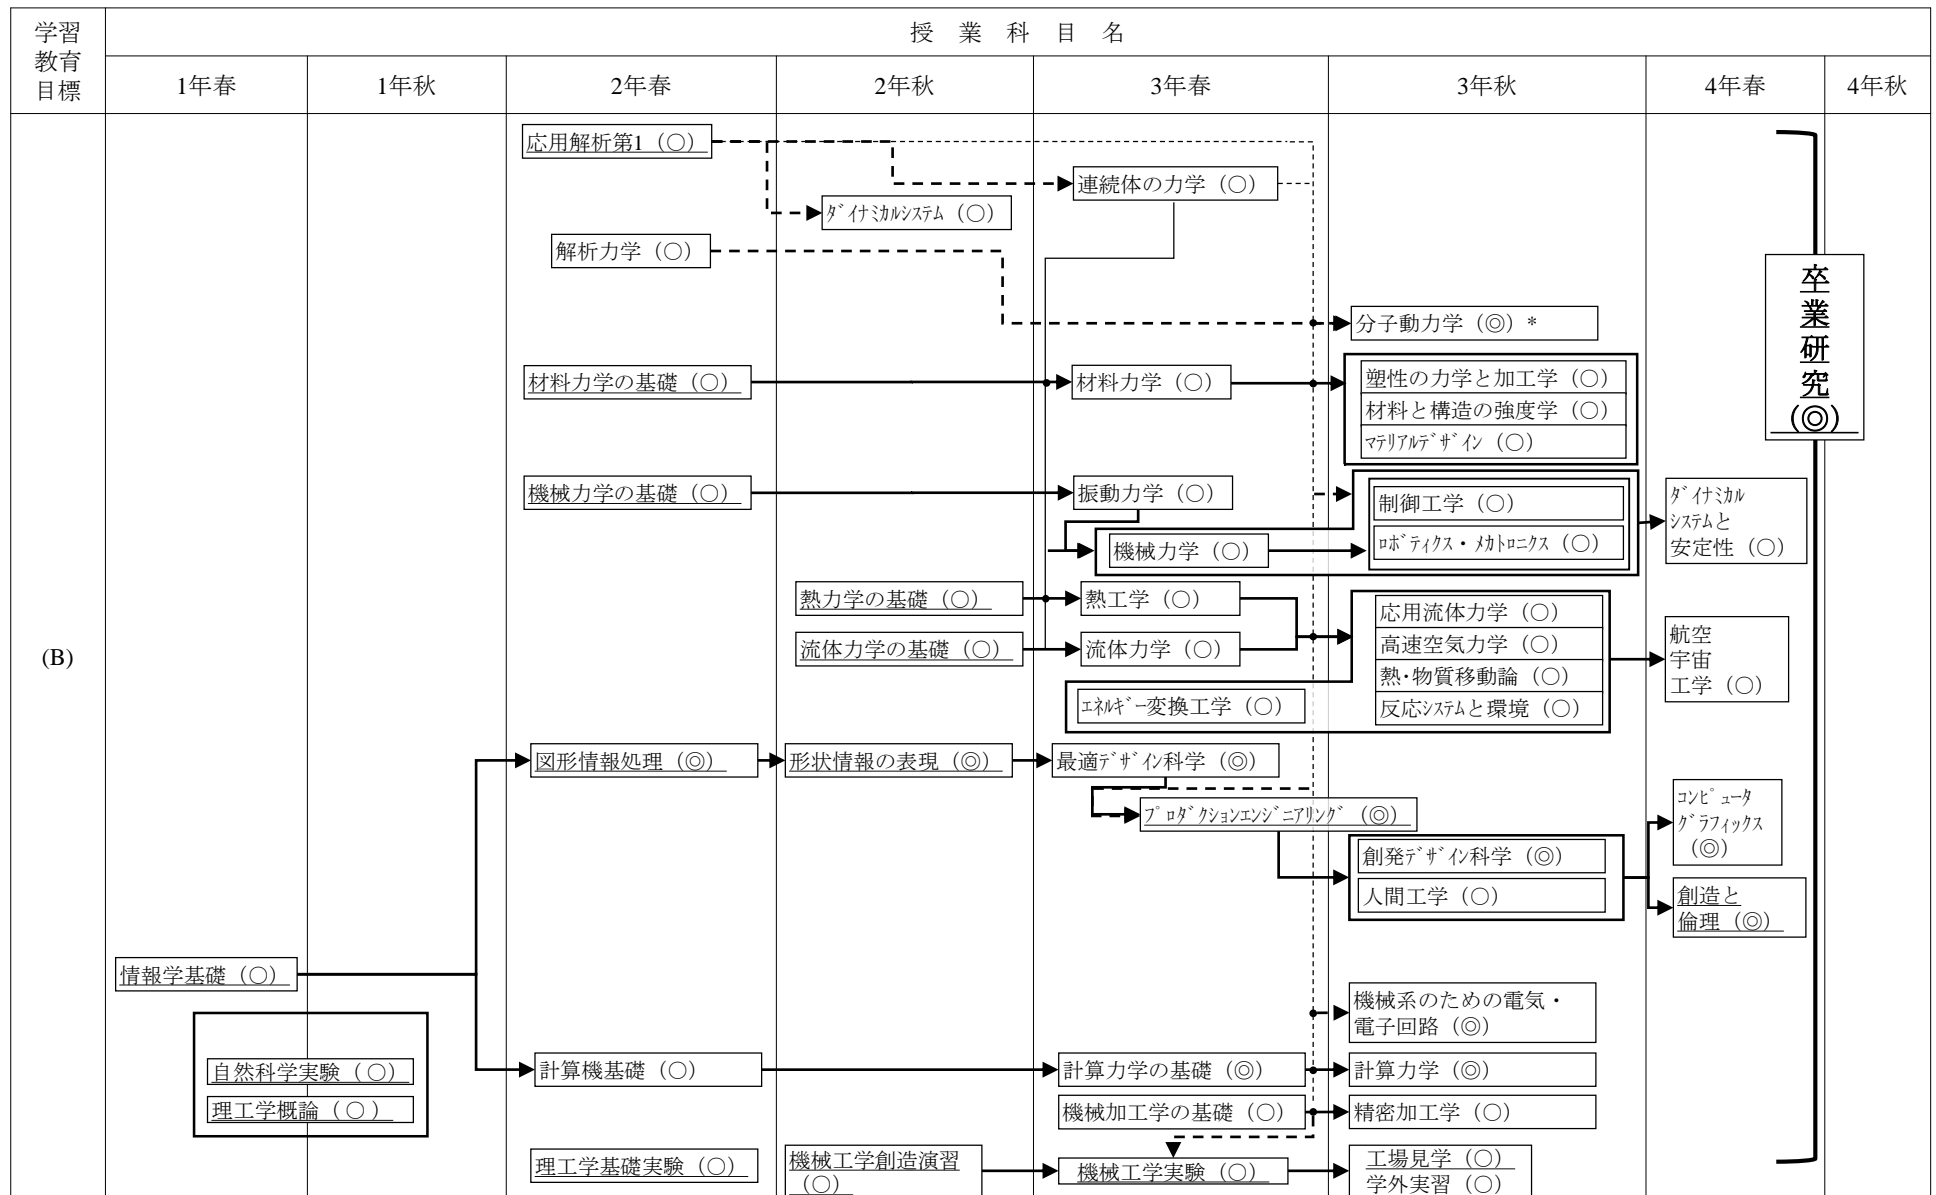 学習
教育
目標
授業科目名
1年春
1年秋
2年春
2年秋
3年春
3年秋
4年春
4年秋
(B)
応用解析第1（○）
連続体の力学（○）
ﾀﾞｲﾅﾐｶﾙｼｽﾃﾑ（○）
解析力学（○）
分子動力学（◎）*
材料力学の基礎（○）
材料力学（○）
塑性の力学と加工学（○）
材料と構造の強度学（○）
ﾏﾃﾘｱﾙﾃﾞｻﾞｲﾝ（○）
機械力学の基礎（○）
振動力学（○）
機械力学（○）
制御工学（○）
ﾛﾎﾞﾃｨｸｽ・ﾒｶﾄﾛﾆｸｽ（○）
ﾀﾞｲﾅﾐｶﾙ
ｼｽﾃﾑと
安定性（○）
熱力学の基礎（○）
熱工学（○）
流体力学の基礎（○）
流体力学（○）
ｴﾈﾙｷﾞｰ変換工学（○）
応用流体力学（○）
高速空気力学（○）
熱･物質移動論（○）
反応ｼｽﾃﾑと環境（○）
航空
宇宙
工学（○）
図形情報処理（◎）
形状情報の表現（◎）
最適ﾃﾞｻﾞｲﾝ科学（◎）
ﾌﾟﾛﾀﾞｸｼｮﾝｴﾝｼﾞﾆｱﾘﾝｸﾞ（◎）
創発ﾃﾞｻﾞｲﾝ科学（◎）
人間工学（○）
ｺﾝﾋﾟｭｰﾀ
ｸﾞﾗﾌｨｯｸｽ
（◎）
創造と
倫理（◎）
情報学基礎（○）
自然科学実験（○）
理工学概論（○）
機械系のための電気・
電子回路（◎）
計算機基礎（○）
計算力学の基礎（◎）
計算力学（◎）
機械加工学の基礎（○）
精密加工学（○）
理工学基礎実験（○）
機械工学創造演習
（○）
機械工学実験（○）
工場見学（○）
学外実習（○）
卒業研究
(◎)